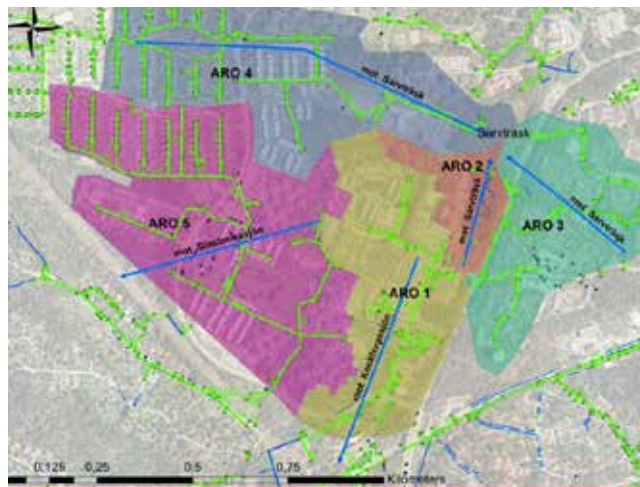 ARO 4
mot Sarvträsk
Sarvträsk
ARO 2
mot Sarvträsk
ARO 3
mot Sarvträsk
ARO 5
ARO 1
0,125 0,25 0,5 0,75 1
Kilometers